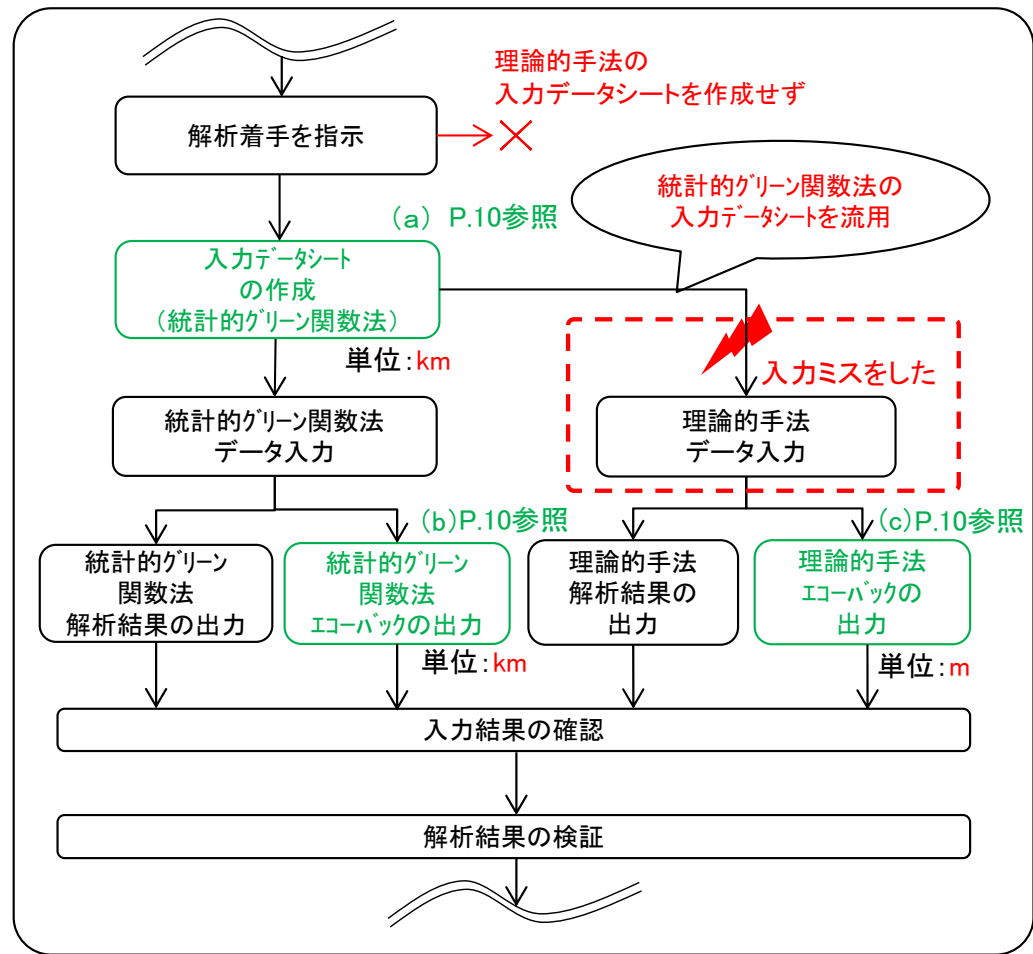 理論的手法の
入力データシートを作成せず
解析着手を指示
統計的ｸﾞﾘｰﾝ関数法の
入力ﾃﾞｰﾀｼｰﾄを流用
(a) P.10参照
入力ﾃﾞｰﾀｼｰﾄ
の作成
(統計的ｸﾞﾘｰﾝ関数法)
単位:km
入力ミスをした
統計的ｸﾞﾘｰﾝ関数法
データ入力
理論的手法
データ入力
(b)P.10参照
(c)P.10参照
統計的ｸﾞﾘｰﾝ
関数法
解析結果の出力
統計的ｸﾞﾘｰﾝ
関数法
ｴｺｰﾊﾞｯｸの出力
理論的手法
解析結果の
出力
理論的手法
ｴｺｰﾊﾞｯｸの
出力
単位:km
単位:m
入力結果の確認
解析結果の検証